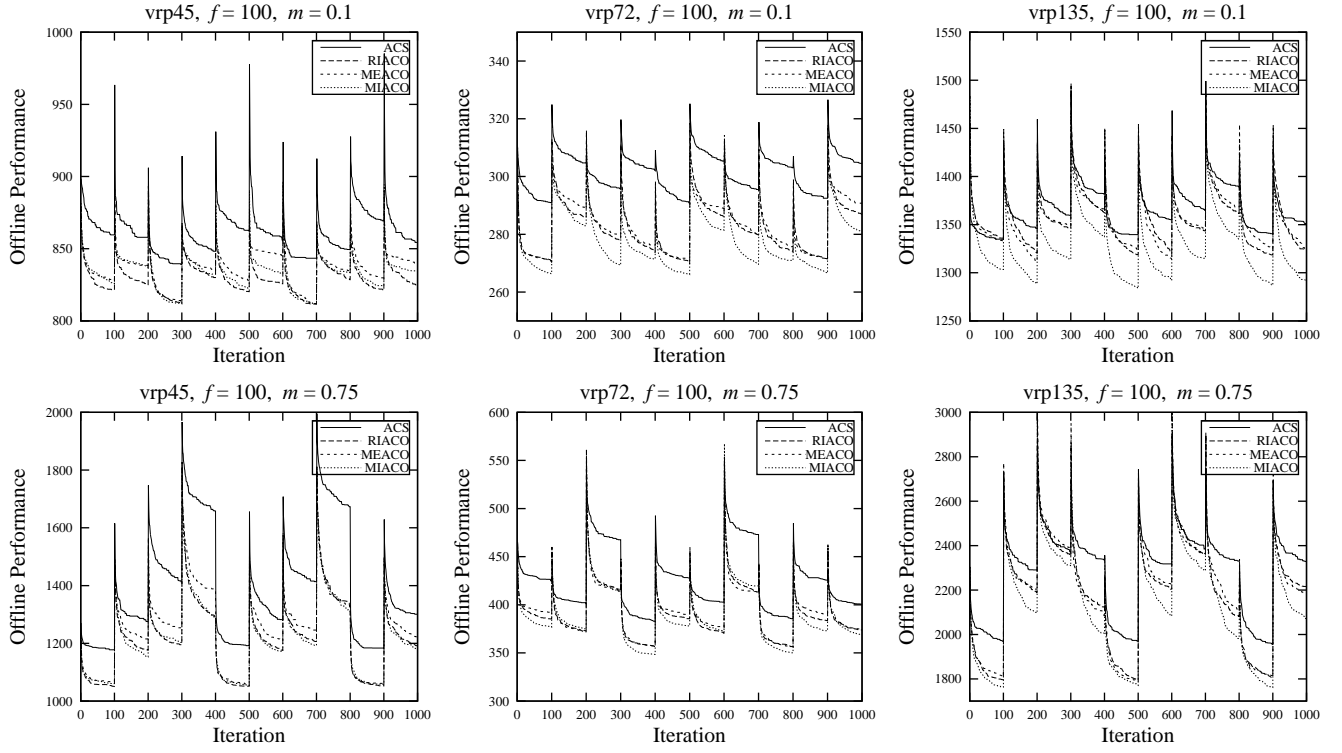 vrp45, f = 100, m = 0.1
1000
950
900
850
800
Offline Performance
0 100 200 300 400 500 600 700 800 900 1000
Iteration
ACS
RIACO
MEACO
MIACO
vrp72, f = 100, m = 0.1
340
320
300
280
260
Offline Performance
0 100 200 300 400 500 600 700 800 900 1000
Iteration
ACS
RIACO
MEACO
MIACO
vrp135, f = 100, m = 0.1
1550
1500
1450
1400
1350
1300
1250
Offline Performance
0 100 200 300 400 500 600 700 800 900 1000
Iteration
ACS
RIACO
MEACO
MIACO
vrp45, f = 100, m = 0.75
2000
1800
1600
1400
1200
1000
Offline Performance
0 100 200 300 400 500 600 700 800 900 1000
Iteration
ACS
RIACO
MEACO
MIACO
vrp72, f = 100, m = 0.75
600
550
500
450
400
350
300
Offline Performance
0 100 200 300 400 500 600 700 800 900 1000
Iteration
ACS
RIACO
MEACO
MIACO
vrp135, f = 100, m = 0.75
3000
2800
2600
2400
2200
2000
1800
Offline Performance
0 100 200 300 400 500 600 700 800 900 1000
Iteration
ACS
RIACO
MEACO
MIACO